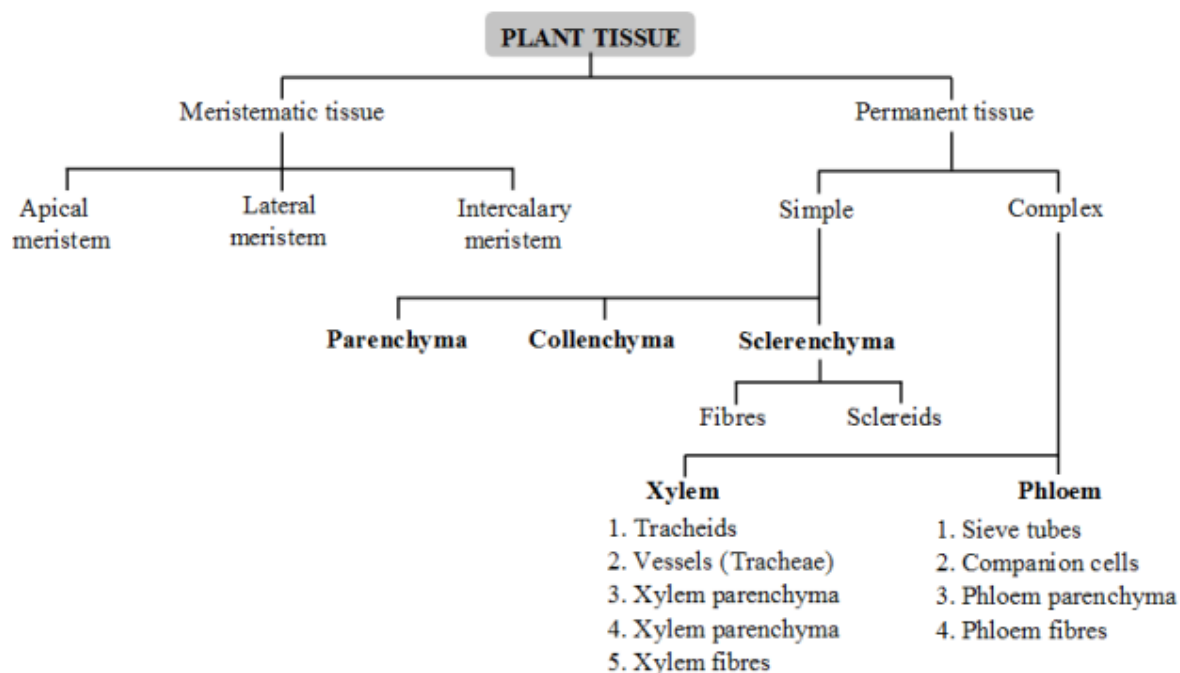 PLANT TISSUE
Meristematic tissue
Permanent tissue
Apical
meristem
Lateral
meristem
Intercalary
meristem
Simple
Complex
Parenchyma
Collenchyma
Sclerenchyma
Fibres
Sclereids
Xylem
1. Tracheids
2. Vessels (Tracheae)
3. Xylem parenchyma
4. Xylem parenchyma
5. Xylem fibres
Phloem
1. Sieve tubes
2. Companion cells
3. Phloem parenchyma
4. Phloem fibres